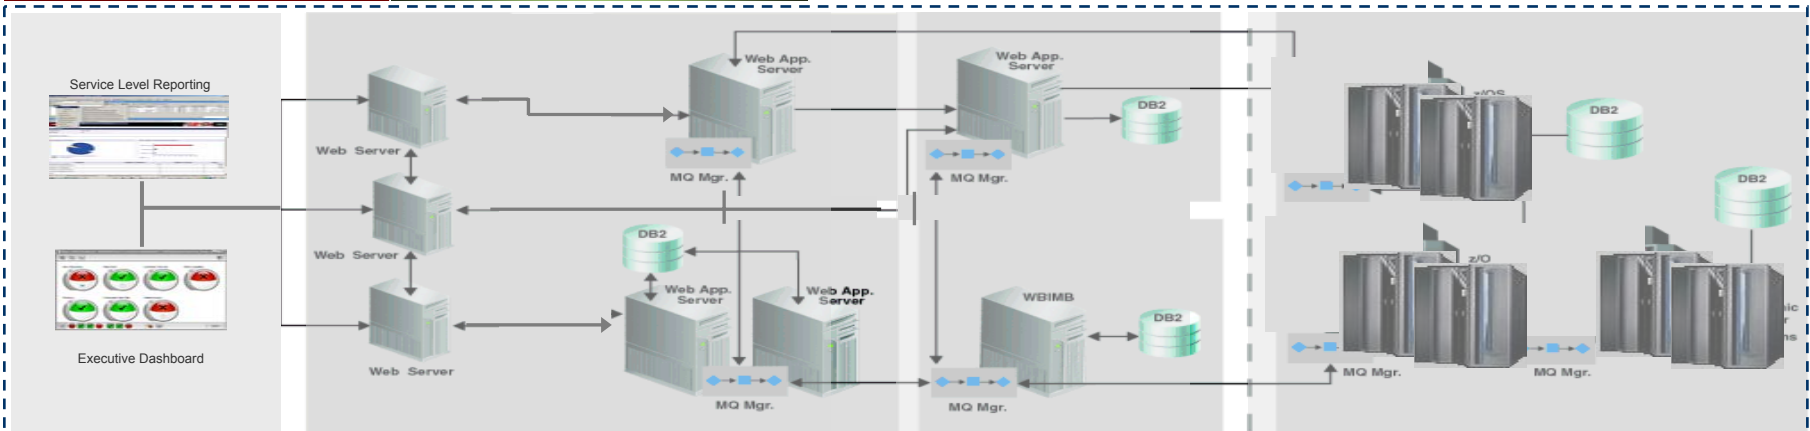 Service Level Reporting
Executive Dashboard
Web Server
Web Server
Web Server
Web App.
Server
MQ Mgr.
DB2
Web App.
Server
Web App.
Server
MQ Mgr.
Web App.
Server
MQ Mgr.
DB2
WBIMB
DB2
MQ Mgr.
DB2
z/O
MQ Mgr.
MQ Mgr.
DB2